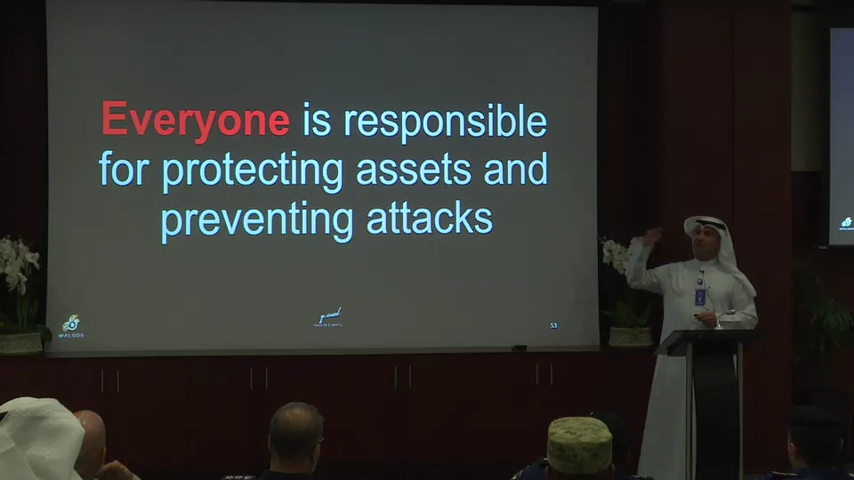 Everyone is responsible
for protecting assets and
preventing attacks
WALSOS
53